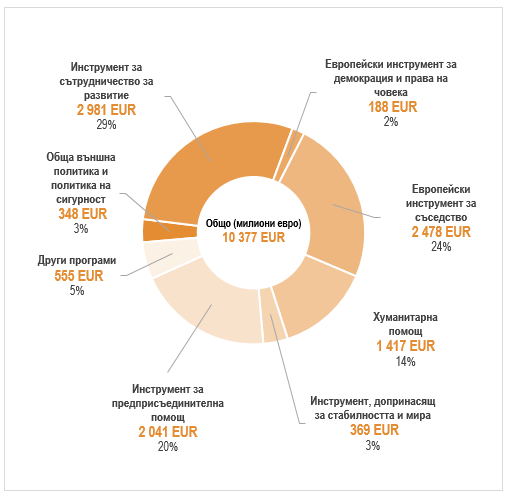 Инструмент за
сътрудничество за
развитие
2 981 EUR
29%
Европейски инструмент за
демокрация и права на
човека
188 EUR
2%
Обща външна
политика и
политика на
сигурност
348 EUR
3%
Европейски
инструмент за
съседство
2 478 EUR
24%
Общо (милиони евро)
10 377 EUR
Други програми
555 EUR
5%
Хуманитарна
помощ
1 417 EUR
14%
Инструмент за
предприсъединителна
помощ
2 041 EUR
20%
Инструмент, допринасящ
за стабилността и мира
369 EUR
3%